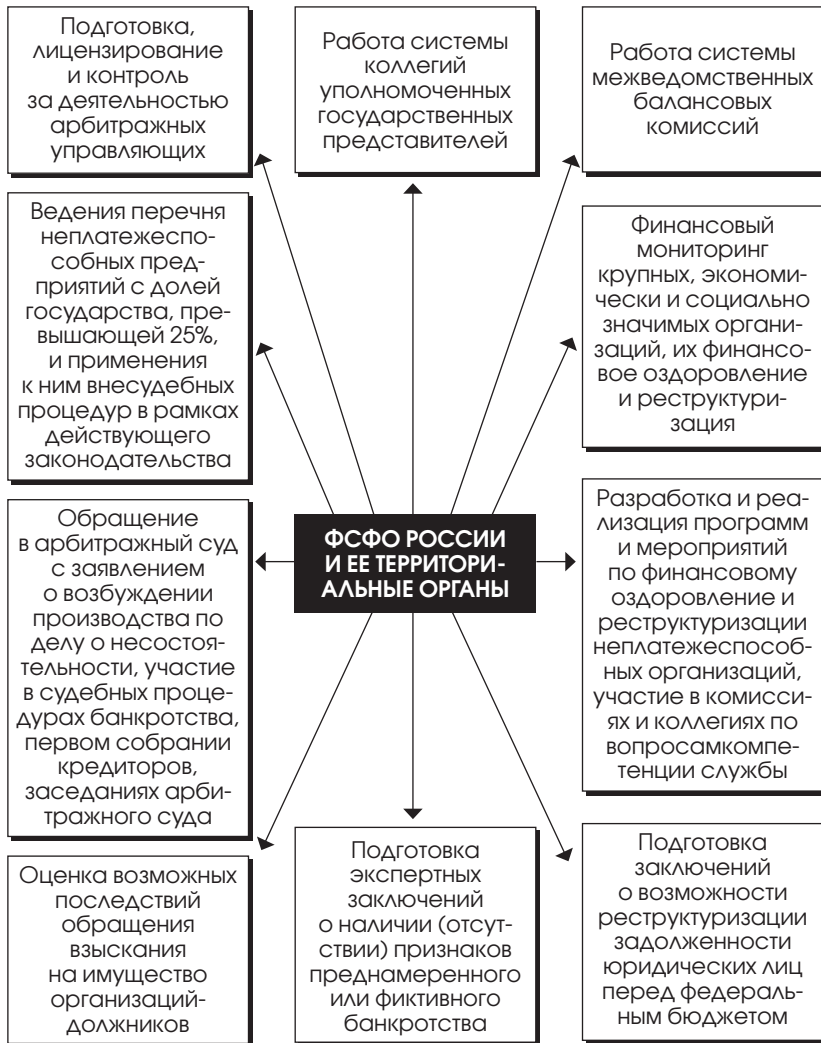 Подготовка,
лицензирование
и контроль
за деятельностью
арбитражных
управляющих
Работа системы
коллегий
уполномоченных
государственных
представителей
Работа системы
межведомственных
балансовых
комиссий
Ведения перечня
неплатежеспо-
собных пред-
приятий с долей
государства, пре-
вышающей 25%,
и применения
к ним внесудебных
процедур в рамках
действующего
законодательства
Финансовый
мониторинг
крупных, экономи-
чески и социально
значимых органи-
заций, их финансо-
вое оздоровление
и реструктури-
зация
Обращение
в арбитражный суд
с заявлением
о возбуждении
производства по
делу о несостоя-
тельности, участие
в судебных проце-
дурах банкротства,
первом собрании
кредиторов,
заседаниях арби-
тражного суда
ФСФО РОССИИ
И ЕЕ ТЕРРИТОРИ-
АЛЬНЫЕ ОРГАНЫ
Разработка и реа-
лизация программ
и мероприятий
по финансовому
оздоровление и
реструктуризации
неплатежеспособ-
ных организаций,
участие в комисси-
ях и коллегиях по
вопросамкомпе-
тенции службы
Оценка возможных
последствий
обращения
взыскания
на имущество
организаций-
должников
Подготовка
экспертных
заключений
о наличии (отсут-
ствии) признаков
преднамеренного
или фиктивного
банкротства
Подготовка
заключений
о возможности
реструктуризации
задолженности
юридических лиц
перед федераль-
ным бюджетом